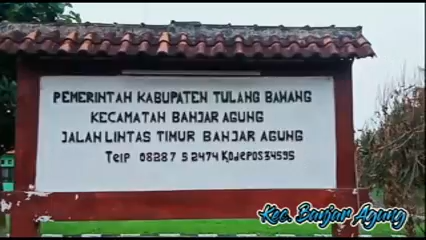 PEMERINTAH KABUPATEN TULANG BAWANG
KECAMATAN BANJAR AGUNG
JALAN LINTAS TIMUR BANJAR AGUNG
Telp 08287 5 2474 Kodepos 34595
Kec. Banjar Agung